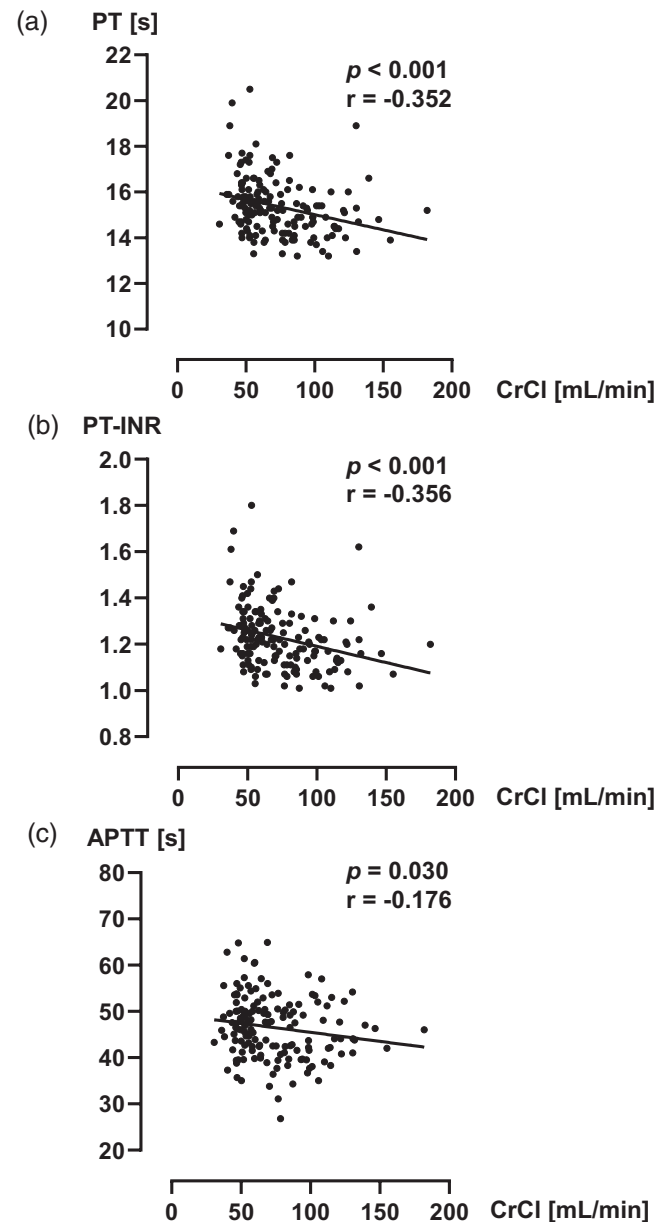 (a) PT [s]
22
p < 0.001
r = -0.352
20
18
16
14
12
10
0 50 100 150 200 CrCl [mL/min]
(b) PT-INR
2.0
p < 0.001
r = -0.356
1.8
1.6
1.4
1.2
1.0
0.8
0 50 100 150 200 CrCl [mL/min]
(c) APTT [s]
80
p = 0.030
r = -0.176
70
60
50
40
30
20
0 50 100 150 200 CrCl [mL/min]